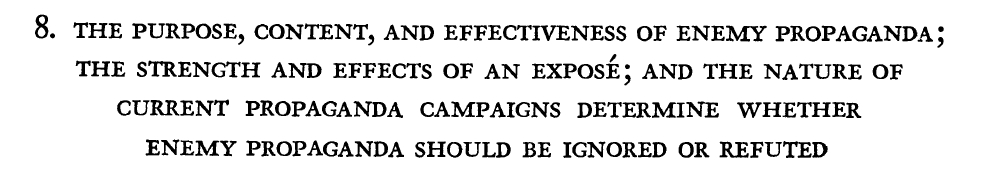 8. THE PURPOSE, CONTENT, AND EFFECTIVENESS OF ENEMY PROPAGANDA;
THE STRENGTH AND EFFECTS OF AN EXPOSÉ; AND THE NATURE OF
CURRENT PROPAGANDA CAMPAIGNS DETERMINE WHETHER
ENEMY PROPAGANDA SHOULD BE IGNORED OR REFUTED